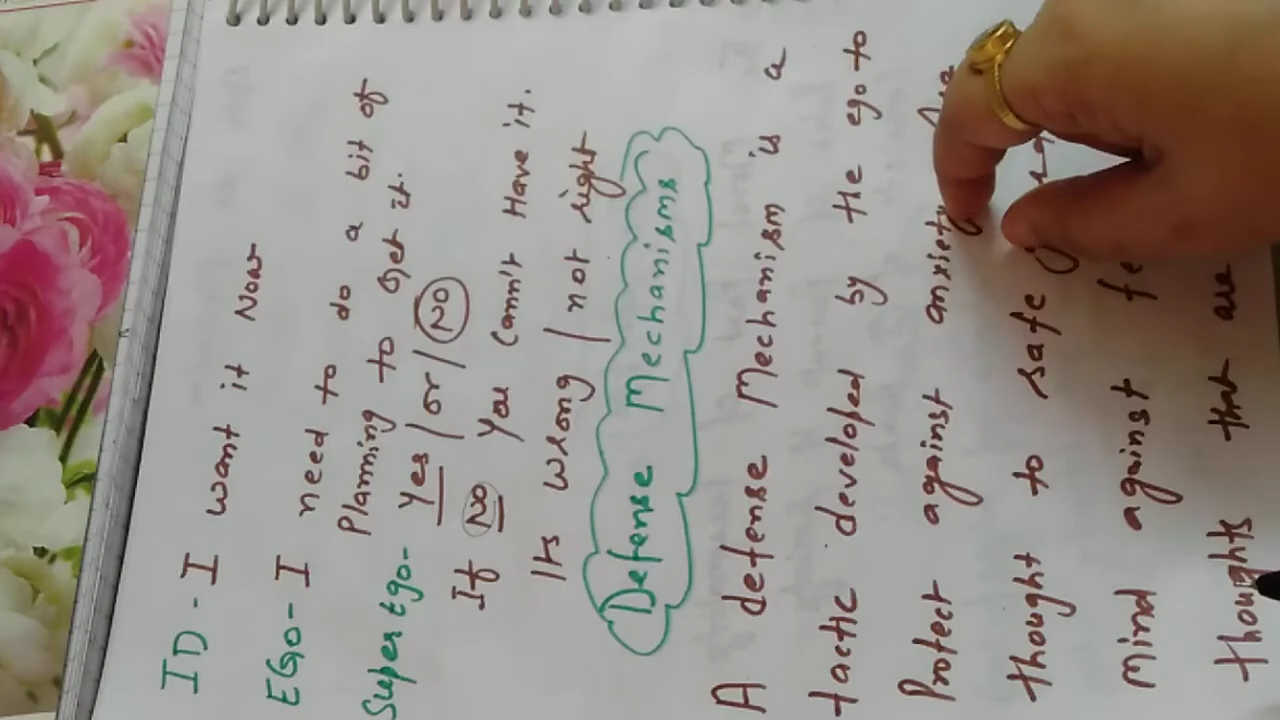 ID - I want it Now
EGo - I need to do a bit of
Planning to Get it.
Super ego - Yes / or / No
If No You Cann't Have it.
Its wrong / not right
Defense Mechanisms
A defense Mechanism is a
tactic developed by the ego to
Protect against anxiety Are
thought to safe
Mind against
thoughts that are